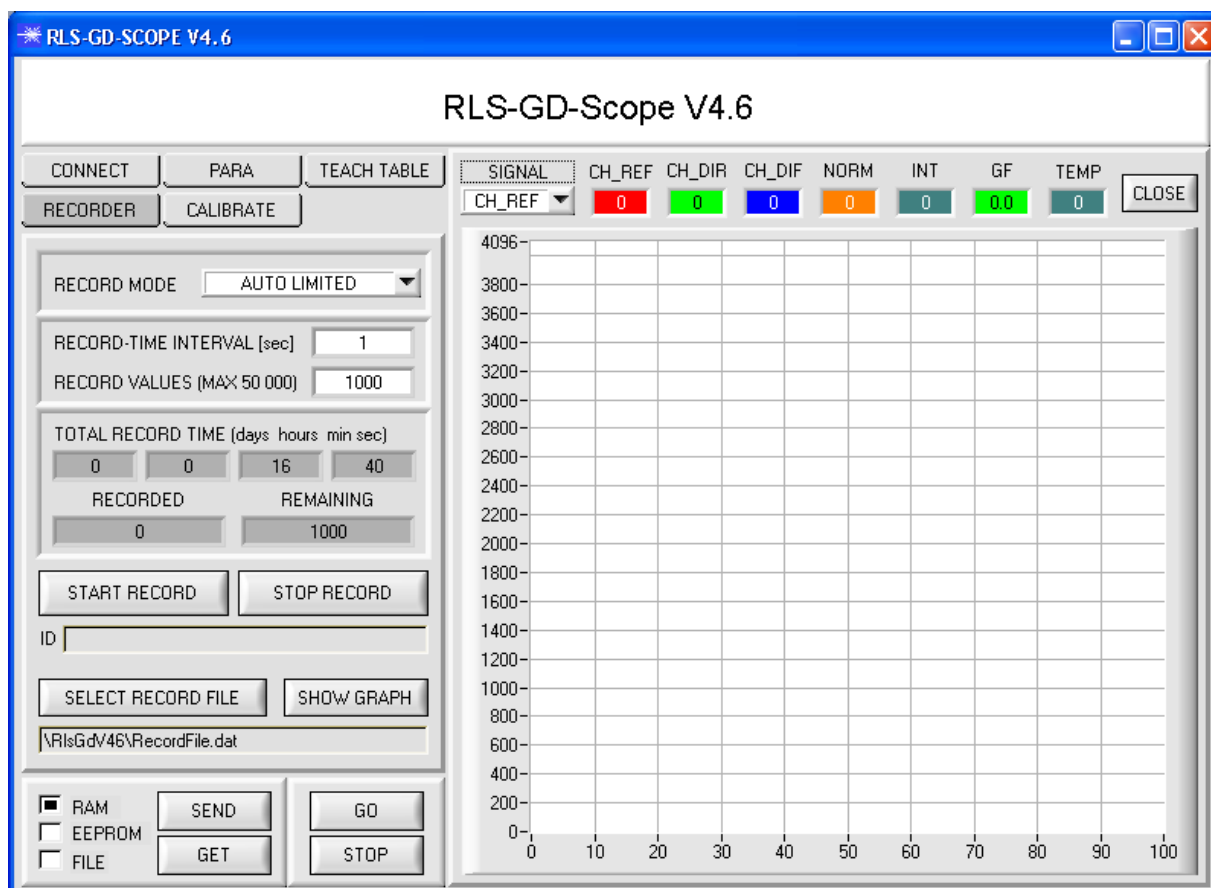 RLS-GD-SCOPE V4.6
RLS-GD-Scope V4.6
CONNECT PARA TEACH TABLE
RECORDER CALIBRATE
RECORD MODE AUTO LIMITED
RECORD-TIME INTERVAL [sec] 1
RECORD VALUES (MAX 50 000) 1000
TOTAL RECORD TIME (days hours min sec)
0 0 16 40
RECORDED REMAINING
0 1000
START RECORD STOP RECORD
ID
SELECT RECORD FILE SHOW GRAPH
\RlsGdV46\RecordFile.dat
RAM
EEPROM
FILE
SEND
GET
GO
STOP
SIGNAL CH_REF CH_DIR CH_DIF NORM INT GF TEMP
CH_REF 0 0 0 0 0 0.0 0
CLOSE
4096
3800
3600
3400
3200
3000
2800
2600
2400
2200
2000
1800
1600
1400
1200
1000
800
600
400
200
0
0 10 20 30 40 50 60 70 80 90 100